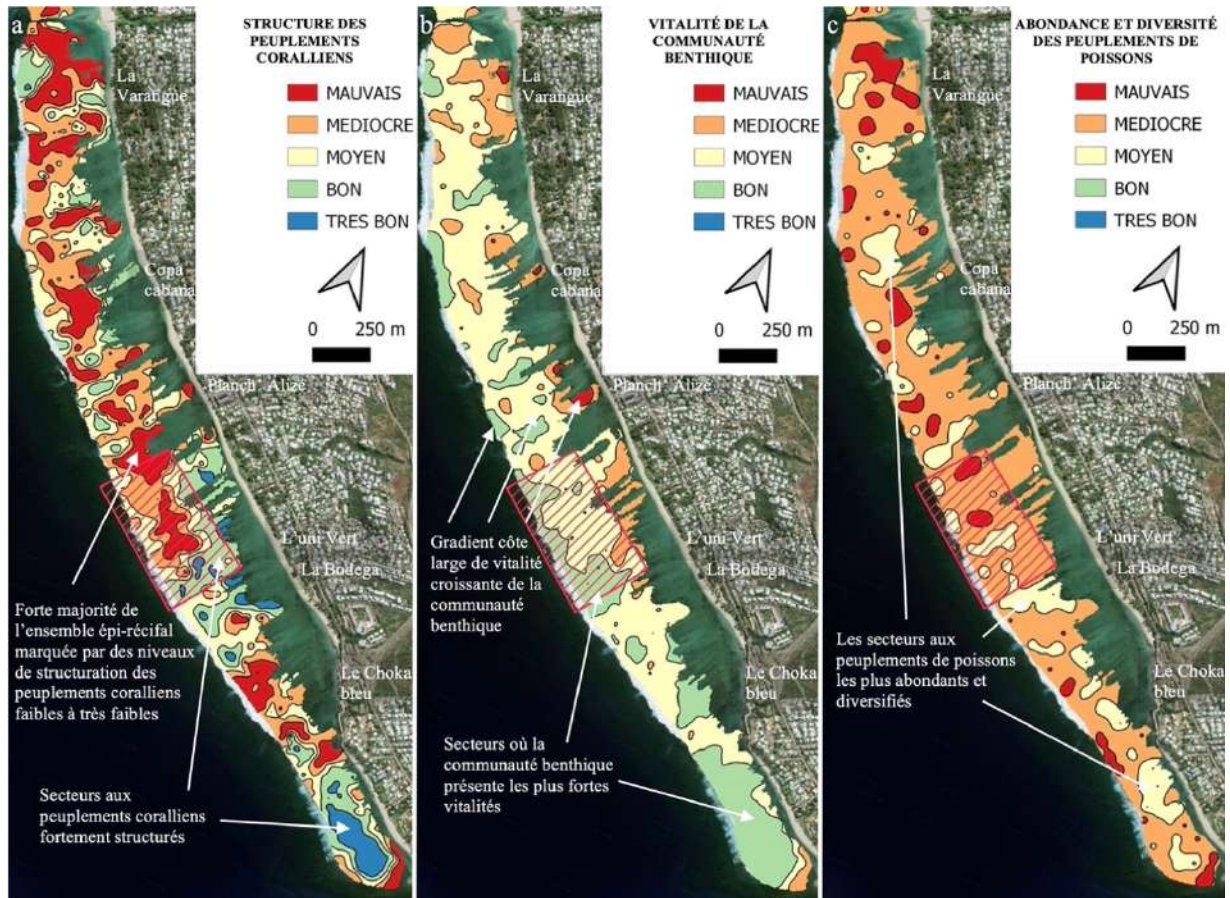 a
STRUCTURE DES
PEUPLEMENTS
CORALLIENS
MAUVAIS
MEDIOCRE
MOYEN
BON
TRES BON
0 250 m
La
Varangue
Copa
cabana
Planch' Alizé
L'uni Vert
La Bodega
Le Choka
bleu
Forte majorité de
l'ensemble épi-récifal
marquée par des niveaux
de structuration des
peuplements coralliens
faibles à très faibles
Secteurs aux
peuplements coralliens
fortement structurés
b
VITALITÉ DE LA
COMMUNAUTÉ
BENTHIQUE
MAUVAIS
MEDIOCRE
MOYEN
BON
TRES BON
0 250 m
La
Varangue
Copa
cabana
Planch' Alizé
L'uni Vert
La Bodega
Le Choka
bleu
Gradient côte
large de vitalité
croissante de la
communauté
benthique
Secteurs où la
communauté benthique
présente les plus fortes
vitalités
c
ABONDANCE ET DIVERSITÉ
DES PEUPLEMENTS DE
POISSONS
MAUVAIS
MEDIOCRE
MOYEN
BON
TRES BON
0 250 m
La
Varangue
Copa
cabana
Planch' Alizé
L'uni Vert
La Bodega
Le Choka
bleu
Les secteurs aux
peuplements de poissons
les plus abondants et
diversifiés